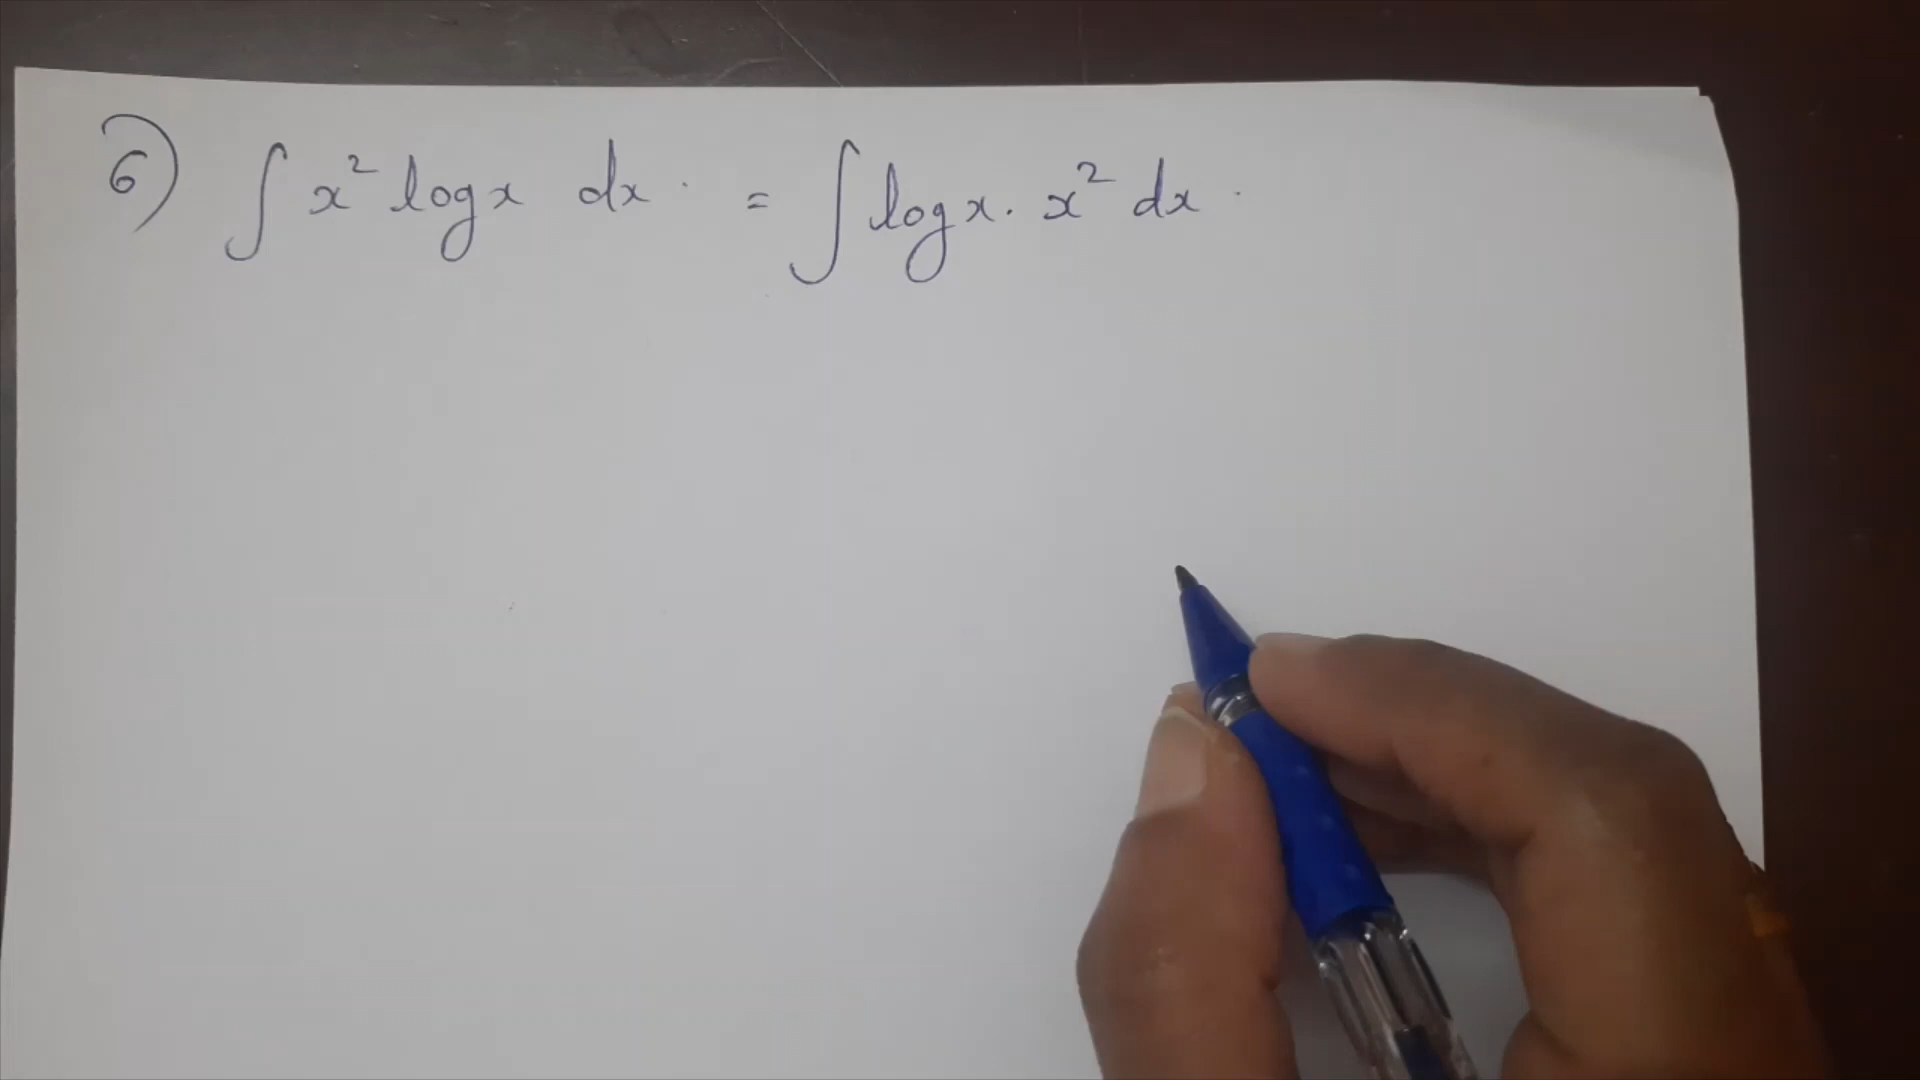 6) ∫ x² log x dx . = ∫ log x . x² dx .